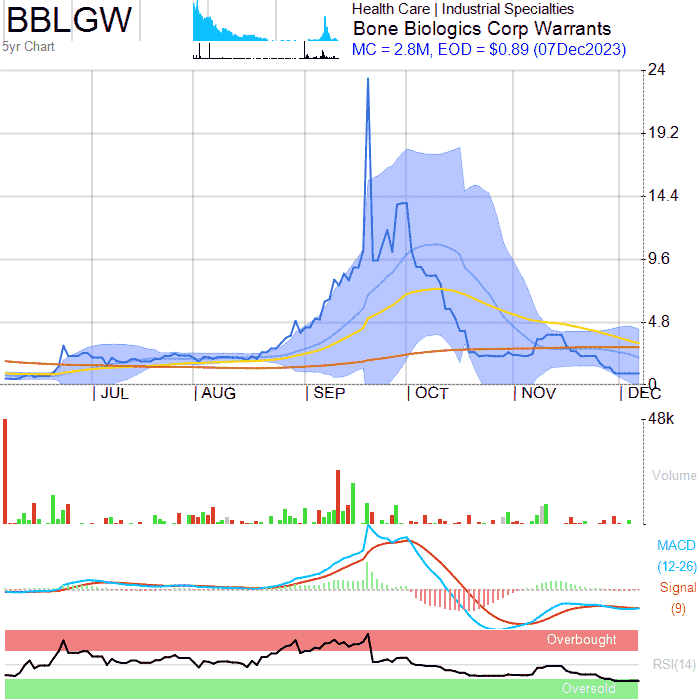 BBLGW
5yr Chart
Health Care | Industrial Specialties
Bone Biologics Corp Warrants
MC = 2.8M, EOD = $0.89 (07Dec2023)
24
19.2
14.4
9.6
4.8
0
JUL AUG SEP OCT NOV DEC
48k
Volume
MACD
(12-26)
Signal
(9)
Overbought
RSI(14)
Oversold